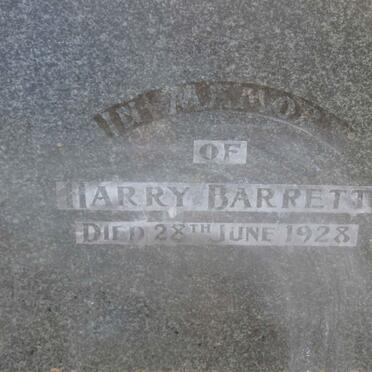 IN MEMORY
OF
HARRY BARRETT
DIED 28TH JUNE 1928